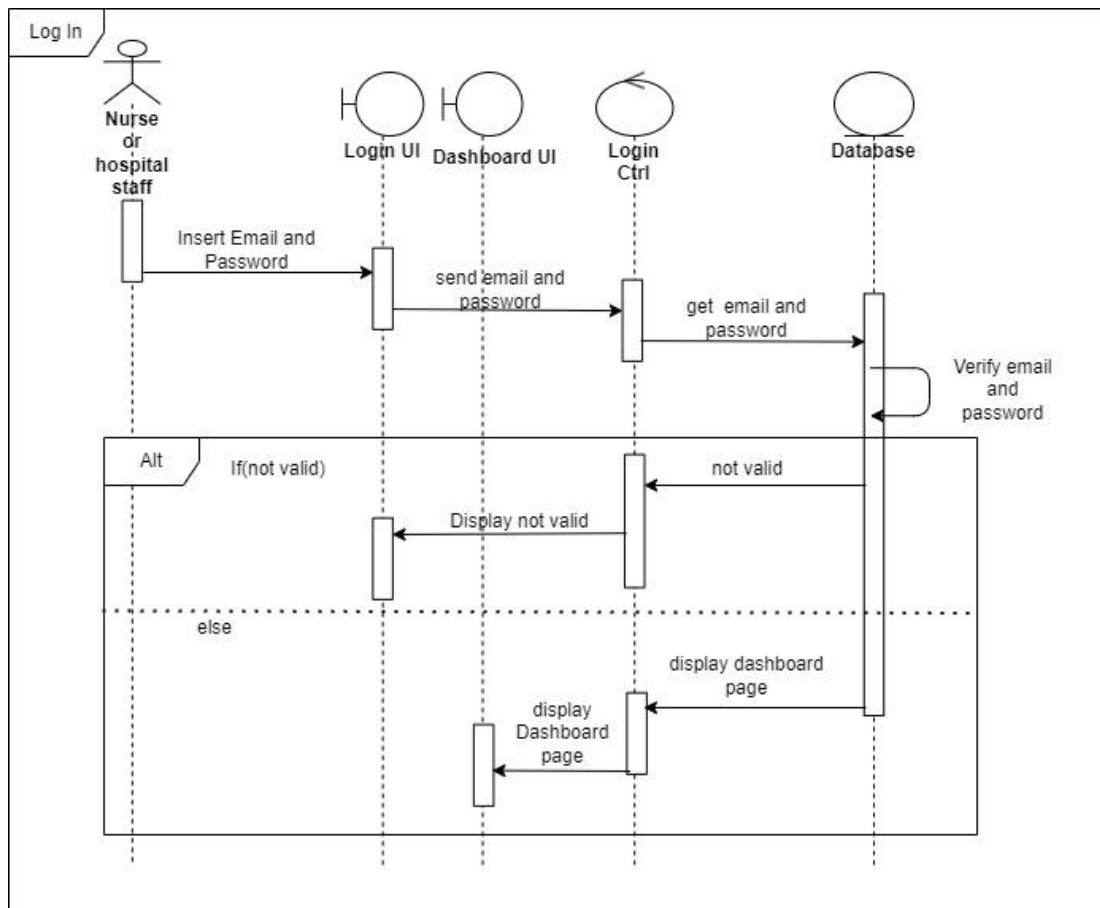 Log In
Nurse
or
hospital
staff
Login UI
Dashboard UI
Login
Ctrl
Database
Insert Email and
Password
send email and
password
get email and
password
Verify email
and
password
Alt
If(not valid)
not valid
Display not valid
else
display dashboard
page
display
Dashboard
page